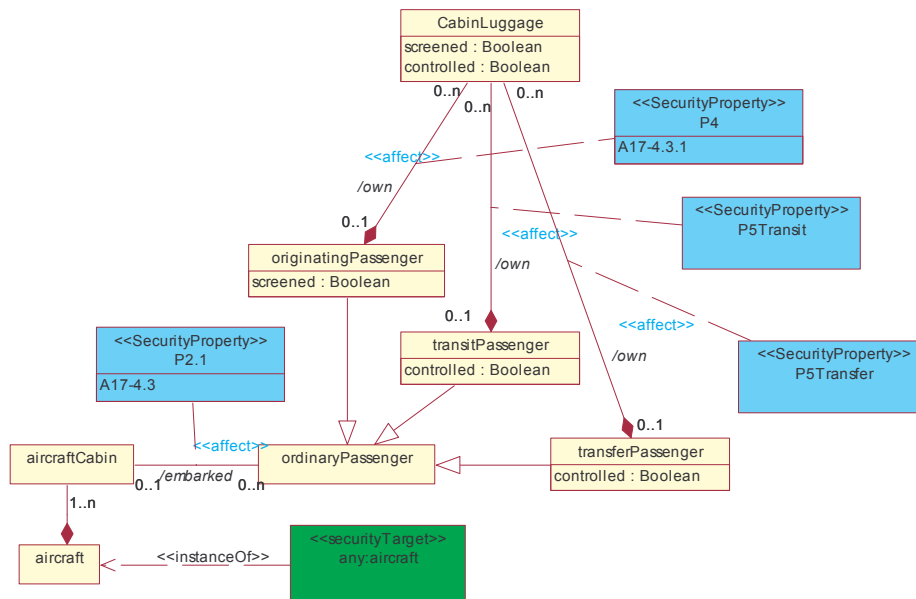 CabinLuggage
screened : Boolean
controlled : Boolean
0..n
0..n
0..n
<<SecurityProperty>>
P4
A17-4.3.1
<<affect>>
/own
0..1
<<SecurityProperty>>
P5Transit
<<affect>>
/own
0..1
originatingPassenger
screened : Boolean
<<SecurityProperty>>
P2.1
A17-4.3
transitPassenger
controlled : Boolean
<<affect>>
/own
0..1
<<SecurityProperty>>
P5Transfer
<<affect>>
aircraftCabin
0..1
/embarked
0..n
ordinaryPassenger
transferPassenger
controlled : Boolean
1..n
aircraft
<<instanceOf>>
<<securityTarget>>
any:aircraft